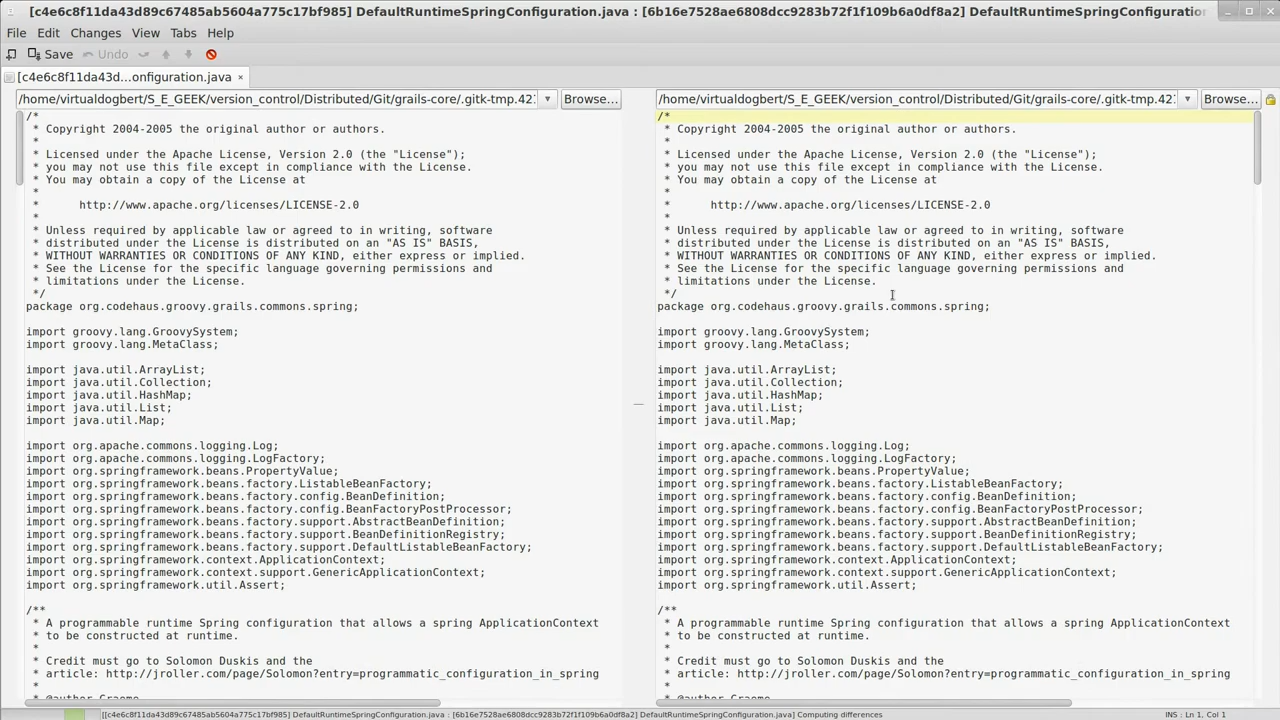 [c4e6c8f11da43d89c67485ab5604a775c17bf985] DefaultRuntimeSpringConfiguration.java : [6b16e7528ae6808dcc9283b72f1f109b6a0df8a2] DefaultRuntimeSpringConfiguratio
File Edit Changes View Tabs Help
Save Undo
[c4e6c8f11da43d...onfiguration.java ×
/home/virtualdogbert/S_E_GEEK/version_control/Distributed/Git/grails-core/.gitk-tmp.42 Browse...
/*
 * Copyright 2004-2005 the original author or authors.
 *
 * Licensed under the Apache License, Version 2.0 (the "License");
 * you may not use this file except in compliance with the License.
 * You may obtain a copy of the License at
 *
 *      http://www.apache.org/licenses/LICENSE-2.0
 *
 * Unless required by applicable law or agreed to in writing, software
 * distributed under the License is distributed on an "AS IS" BASIS,
 * WITHOUT WARRANTIES OR CONDITIONS OF ANY KIND, either express or implied.
 * See the License for the specific language governing permissions and
 * limitations under the License.
 */
package org.codehaus.groovy.grails.commons.spring;
import groovy.lang.GroovySystem;
import groovy.lang.MetaClass;
import java.util.ArrayList;
import java.util.Collection;
import java.util.HashMap;
import java.util.List;
import java.util.Map;
import org.apache.commons.logging.Log;
import org.apache.commons.logging.LogFactory;
import org.springframework.beans.PropertyValue;
import org.springframework.beans.factory.ListableBeanFactory;
import org.springframework.beans.factory.config.BeanDefinition;
import org.springframework.beans.factory.config.BeanFactoryPostProcessor;
import org.springframework.beans.factory.support.AbstractBeanDefinition;
import org.springframework.beans.factory.support.BeanDefinitionRegistry;
import org.springframework.beans.factory.support.DefaultListableBeanFactory;
import org.springframework.context.ApplicationContext;
import org.springframework.context.support.GenericApplicationContext;
import org.springframework.util.Assert;
/**
 * A programmable runtime Spring configuration that allows a spring ApplicationContext
 * to be constructed at runtime.
 *
 * Credit must go to Solomon Duskis and the
 * article: http://jroller.com/page/Solomon?entry=programmatic_configuration_in_spring
 *
 * @author Graeme
/home/virtualdogbert/S_E_GEEK/version_control/Distributed/Git/grails-core/.gitk-tmp.42 Browse...
/*
 * Copyright 2004-2005 the original author or authors.
 *
 * Licensed under the Apache License, Version 2.0 (the "License");
 * you may not use this file except in compliance with the License.
 * You may obtain a copy of the License at
 *
 *      http://www.apache.org/licenses/LICENSE-2.0
 *
 * Unless required by applicable law or agreed to in writing, software
 * distributed under the License is distributed on an "AS IS" BASIS,
 * WITHOUT WARRANTIES OR CONDITIONS OF ANY KIND, either express or implied.
 * See the License for the specific language governing permissions and
 * limitations under the License.
 */
package org.codehaus.groovy.grails.commons.spring;
import groovy.lang.GroovySystem;
import groovy.lang.MetaClass;
import java.util.ArrayList;
import java.util.Collection;
import java.util.HashMap;
import java.util.List;
import java.util.Map;
import org.apache.commons.logging.Log;
import org.apache.commons.logging.LogFactory;
import org.springframework.beans.PropertyValue;
import org.springframework.beans.factory.ListableBeanFactory;
import org.springframework.beans.factory.config.BeanDefinition;
import org.springframework.beans.factory.config.BeanFactoryPostProcessor;
import org.springframework.beans.factory.support.AbstractBeanDefinition;
import org.springframework.beans.factory.support.BeanDefinitionRegistry;
import org.springframework.beans.factory.support.DefaultListableBeanFactory;
import org.springframework.context.ApplicationContext;
import org.springframework.context.support.GenericApplicationContext;
import org.springframework.util.Assert;
/**
 * A programmable runtime Spring configuration that allows a spring ApplicationContext
 * to be constructed at runtime.
 *
 * Credit must go to Solomon Duskis and the
 * article: http://jroller.com/page/Solomon?entry=programmatic_configuration_in_spring
 *
 * @author Graeme
[[c4e6c8f11da43d89c67485ab5604a775c17bf985] DefaultRuntimeSpringConfiguration.java : [6b16e7528ae6808dcc9283b72f1f109b6a0df8a2] DefaultRuntimeSpringConfiguration.java] Computing differences INS : Ln 1, Col 1